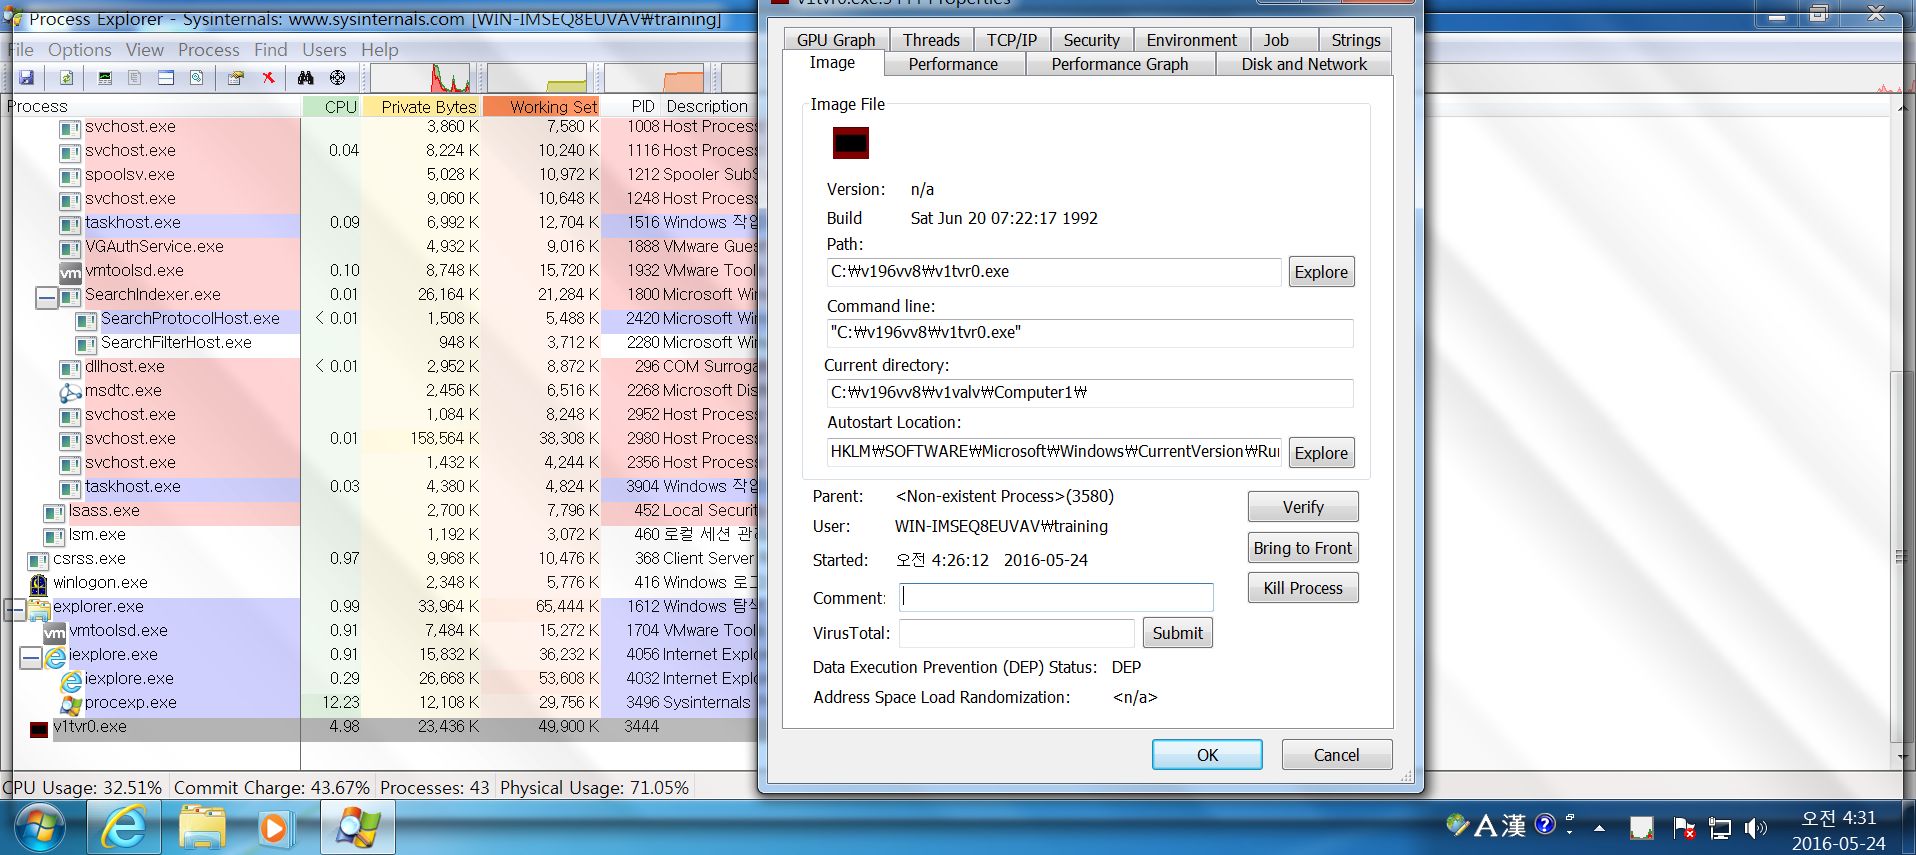 Process Explorer - Sysinternals: www.sysinternals.com [WIN-IMSEQ8EUVAV₩training]
File Options View Process Find Users Help
Process CPU Private Bytes Working Set PID Description
svchost.exe 3,860 K 7,580 K 1008 Host Process
svchost.exe 0.04 8,224 K 10,240 K 1116 Host Process
spoolsv.exe 5,028 K 10,972 K 1212 Spooler SubS
svchost.exe 9,060 K 10,648 K 1248 Host Process
taskhost.exe 0.09 6,992 K 12,704 K 1516 Windows 작업
VGAuthService.exe 4,932 K 9,016 K 1888 VMware Gues
vmtoolsd.exe 0.10 8,748 K 15,720 K 1932 VMware Tool
SearchIndexer.exe 0.01 26,164 K 21,284 K 1800 Microsoft Win
SearchProtocolHost.exe < 0.01 1,508 K 5,488 K 2420 Microsoft Win
SearchFilterHost.exe 948 K 3,712 K 2280 Microsoft Win
dllhost.exe < 0.01 2,952 K 8,872 K 296 COM Surroga
msdtc.exe 2,456 K 6,516 K 2268 Microsoft Dis
svchost.exe 1,084 K 8,248 K 2952 Host Process
svchost.exe 0.01 158,564 K 38,308 K 2980 Host Process
svchost.exe 1,432 K 4,244 K 2356 Host Process
taskhost.exe 0.03 4,380 K 4,824 K 3904 Windows 작업
lsass.exe 2,700 K 7,796 K 452 Local Securit
lsm.exe 1,192 K 3,072 K 460 로컬 세션 관리
csrss.exe 0.97 9,968 K 10,476 K 368 Client Server
winlogon.exe 2,348 K 5,776 K 416 Windows 로그
explorer.exe 0.99 33,964 K 65,444 K 1612 Windows 탐색
vmtoolsd.exe 0.91 7,484 K 15,272 K 1704 VMware Tool
iexplore.exe 0.91 15,832 K 36,232 K 4056 Internet Explo
iexplore.exe 0.29 26,668 K 53,608 K 4032 Internet Explo
procexp.exe 12.23 12,108 K 29,756 K 3496 Sysinternals
v1tvr0.exe 4.98 23,436 K 49,900 K 3444
CPU Usage: 32.51% Commit Charge: 43.67% Processes: 43 Physical Usage: 71.05%
v1tvr0.exe:3444 Properties
GPU Graph Threads TCP/IP Security Environment Job Strings
Image Performance Performance Graph Disk and Network
Image File
Version: n/a
Build Sat Jun 20 07:22:17 1992
Path:
C:₩v196vv8₩v1tvr0.exe Explore
Command line:
"C:₩v196vv8₩v1tvr0.exe"
Current directory:
C:₩v196vv8₩v1valv₩Computer1₩
Autostart Location:
HKLM₩SOFTWARE₩Microsoft₩Windows₩CurrentVersion₩Run Explore
Parent: <Non-existent Process>(3580) Verify
User: WIN-IMSEQ8EUVAV₩training
Bring to Front
Started: 오전 4:26:12 2016-05-24
Kill Process
Comment:
VirusTotal: Submit
Data Execution Prevention (DEP) Status: DEP
Address Space Load Randomization: <n/a>
OK Cancel
vm
vm
A 漢
오전 4:31
2016-05-24